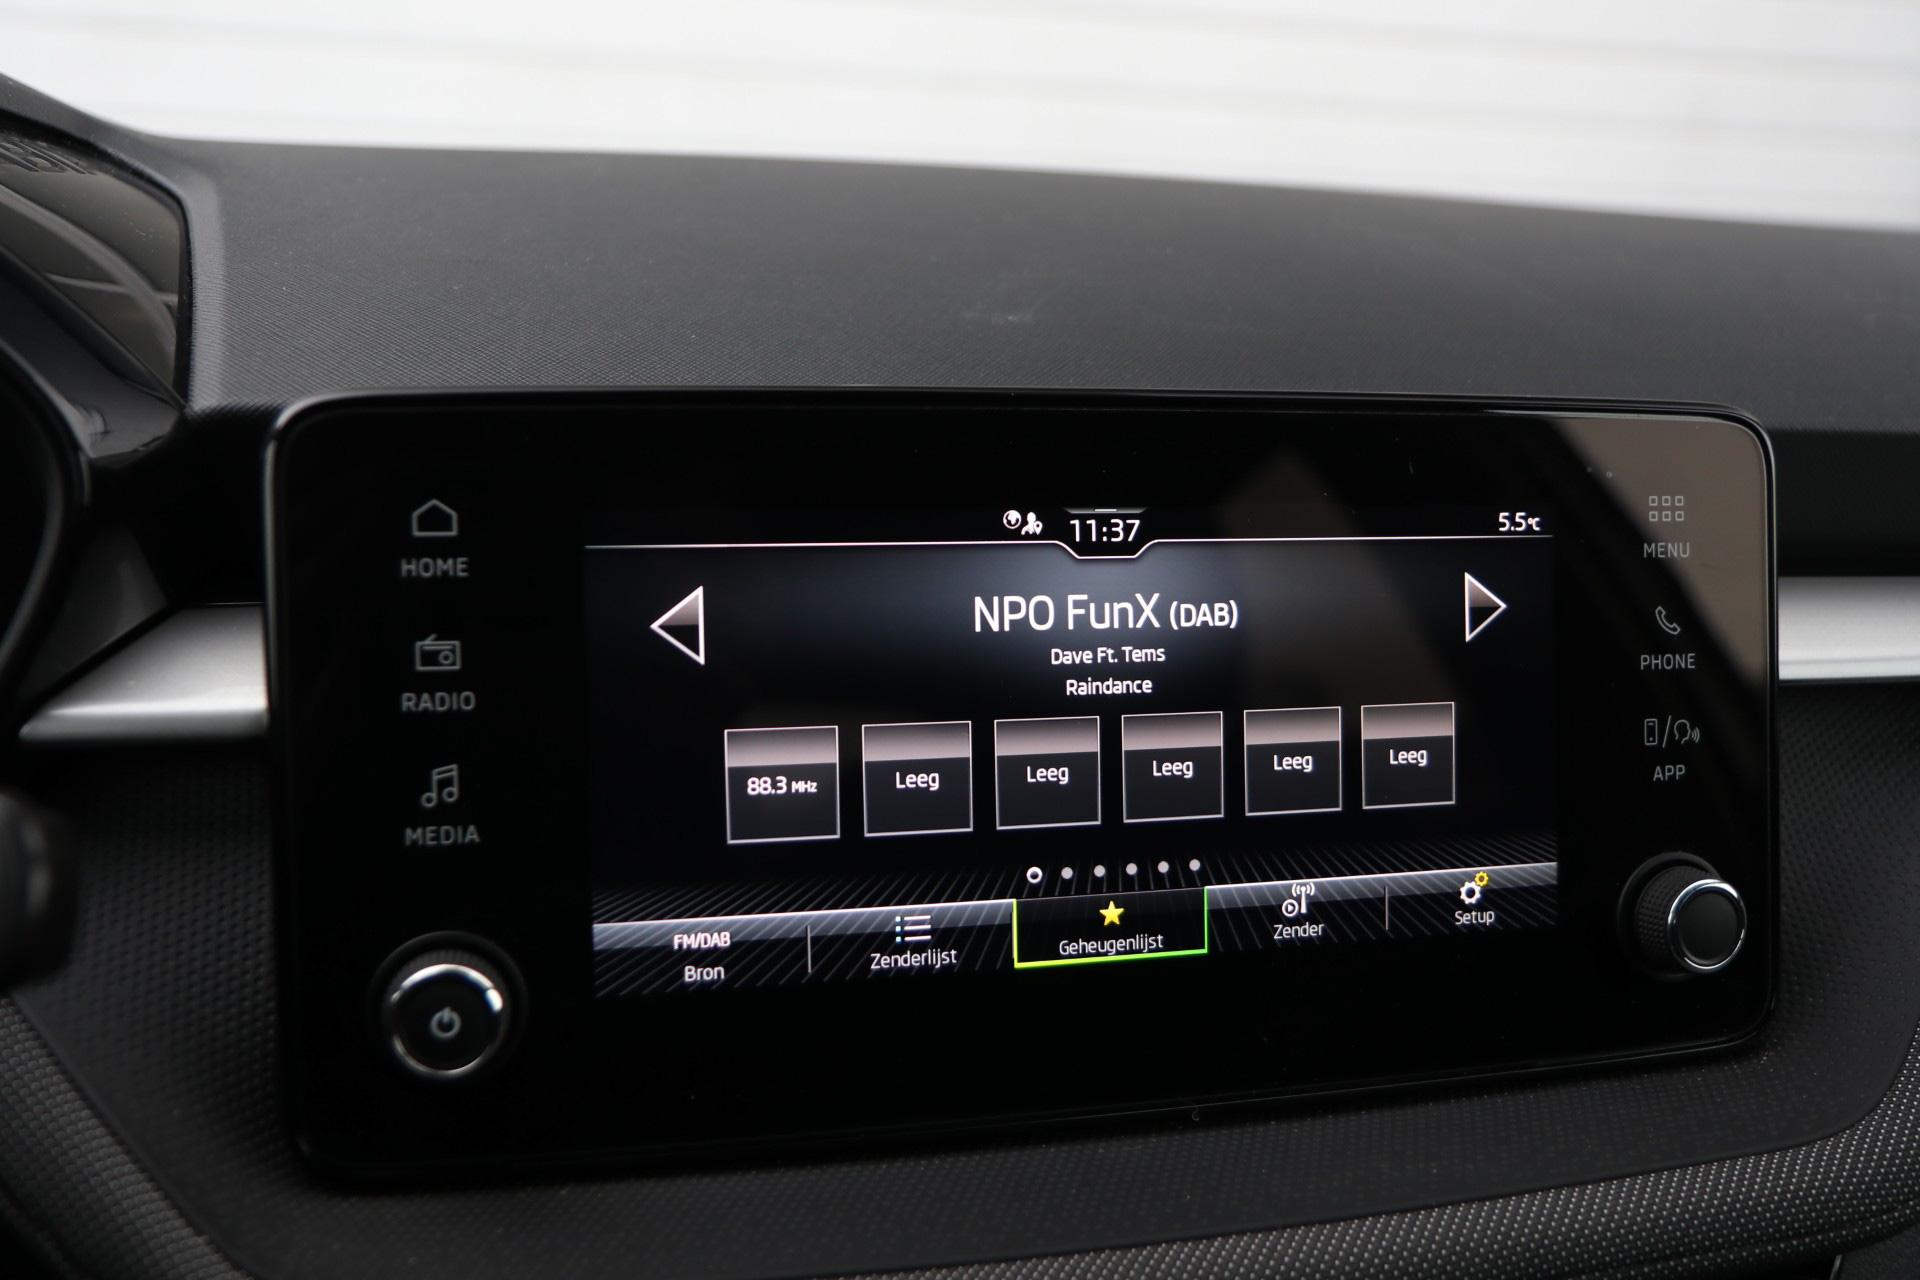 11:37
5.5°C
HOME
RADIO
MEDIA
NPO FunX (DAB)
Dave Ft. Tems
Raindance
88.3 MHz
Leeg
Leeg
Leeg
Leeg
Leeg
FM/DAB
Bron
Zenderlijst
Geheugenlijst
Zender
Setup
MENU
PHONE
APP